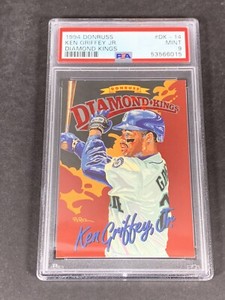 1994 DONRUSS #DK - 14
KEN GRIFFEY JR. MINT 9
DIAMOND KINGS PSA 53566015
DONRUSS
DIAMOND KINGS
Ken Griffey, Jr.